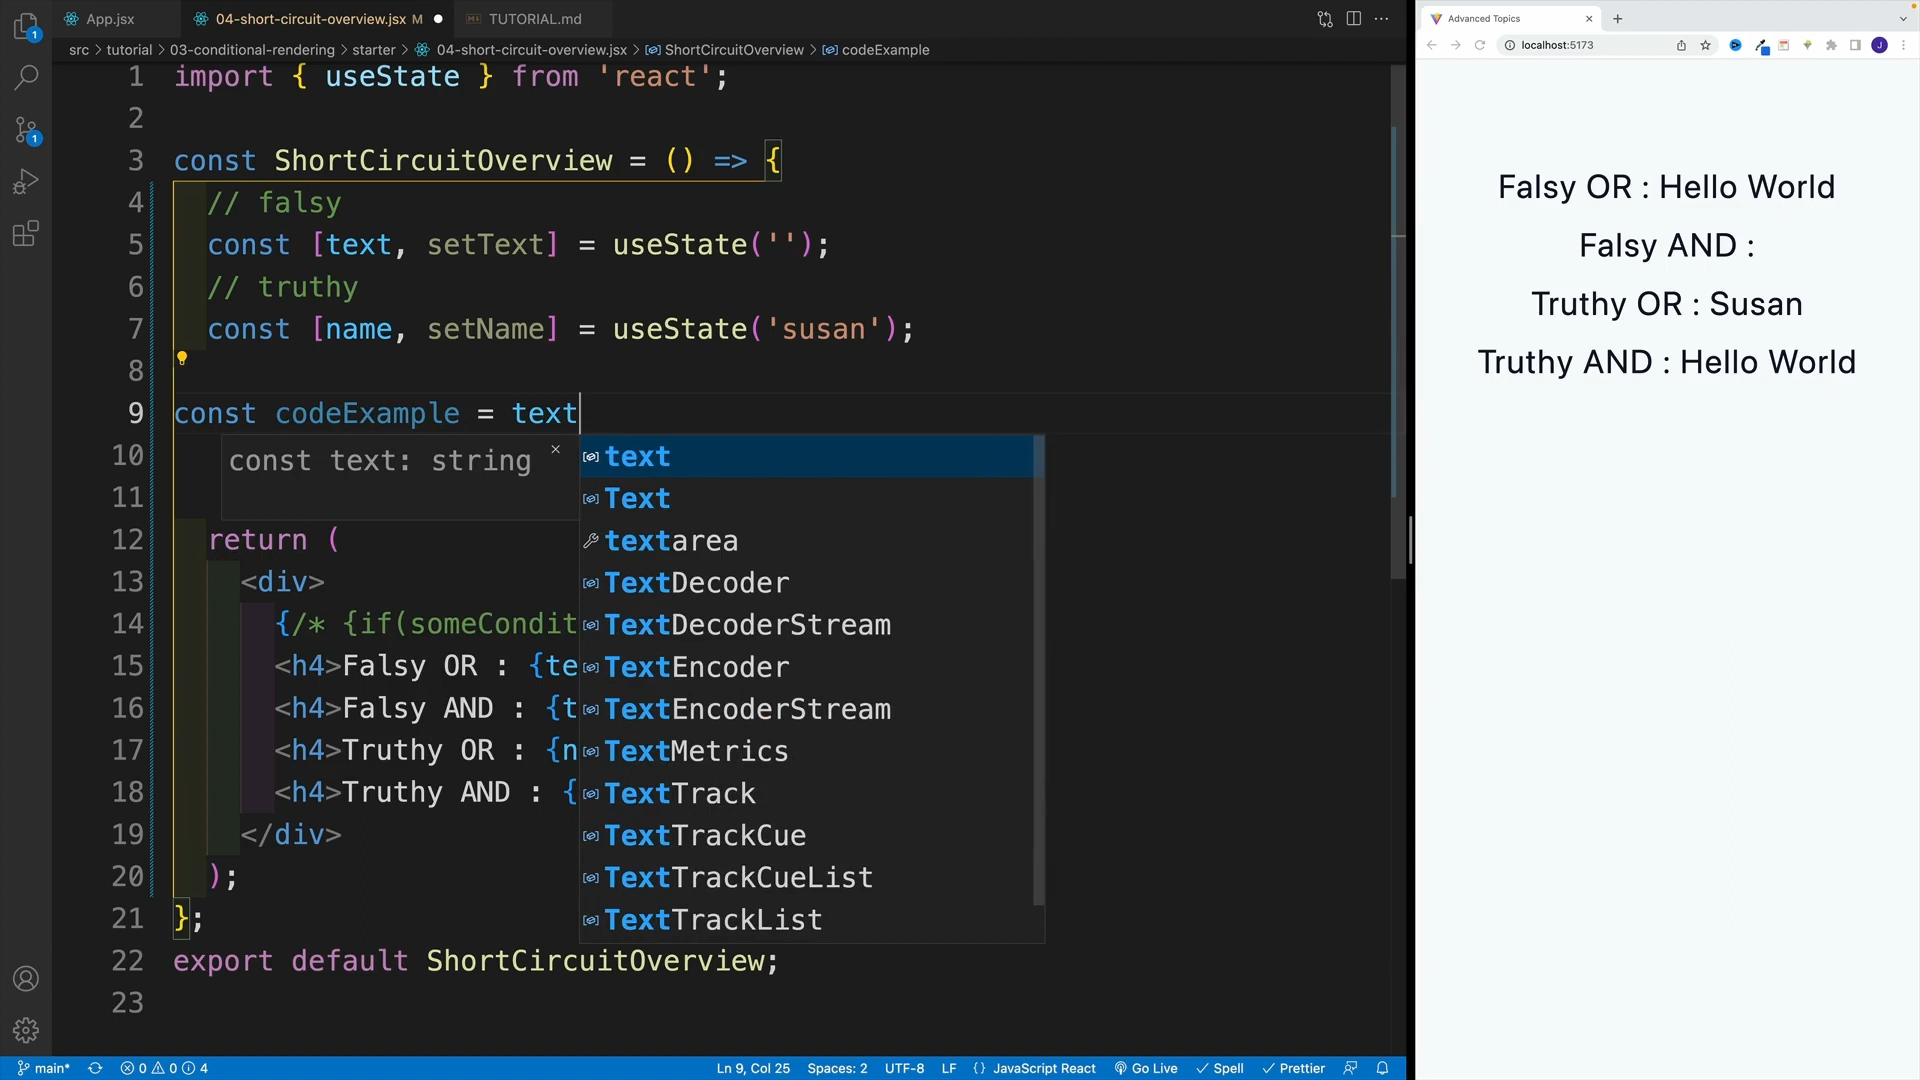 App.jsx
04-short-circuit-overview.jsx M
TUTORIAL.md
src > tutorial > 03-conditional-rendering > starter > 04-short-circuit-overview.jsx > ShortCircuitOverview > codeExample
1 import { useState } from 'react';
2
3 const ShortCircuitOverview = () => {
4 // falsy
5 const [text, setText] = useState('');
6 // truthy
7 const [name, setName] = useState('susan');
8
9 const codeExample = text
10
const text: string
11
12 return (
13 <div>
14 {/* {if(someCondit
15 <h4>Falsy OR : {te
16 <h4>Falsy AND : {t
17 <h4>Truthy OR : {n
18 <h4>Truthy AND : {
19 </div>
20 );
21 };
22 export default ShortCircuitOverview;
23
text
Text
textarea
TextDecoder
TextDecoderStream
TextEncoder
TextEncoderStream
TextMetrics
TextTrack
TextTrackCue
TextTrackCueList
TextTrackList
1
1
main*
0 0 4
Ln 9, Col 25
Spaces: 2
UTF-8
LF
{} JavaScript React
Go Live
Spell
Prettier
Advanced Topics
localhost:5173
J
Falsy OR : Hello World
Falsy AND :
Truthy OR : Susan
Truthy AND : Hello World